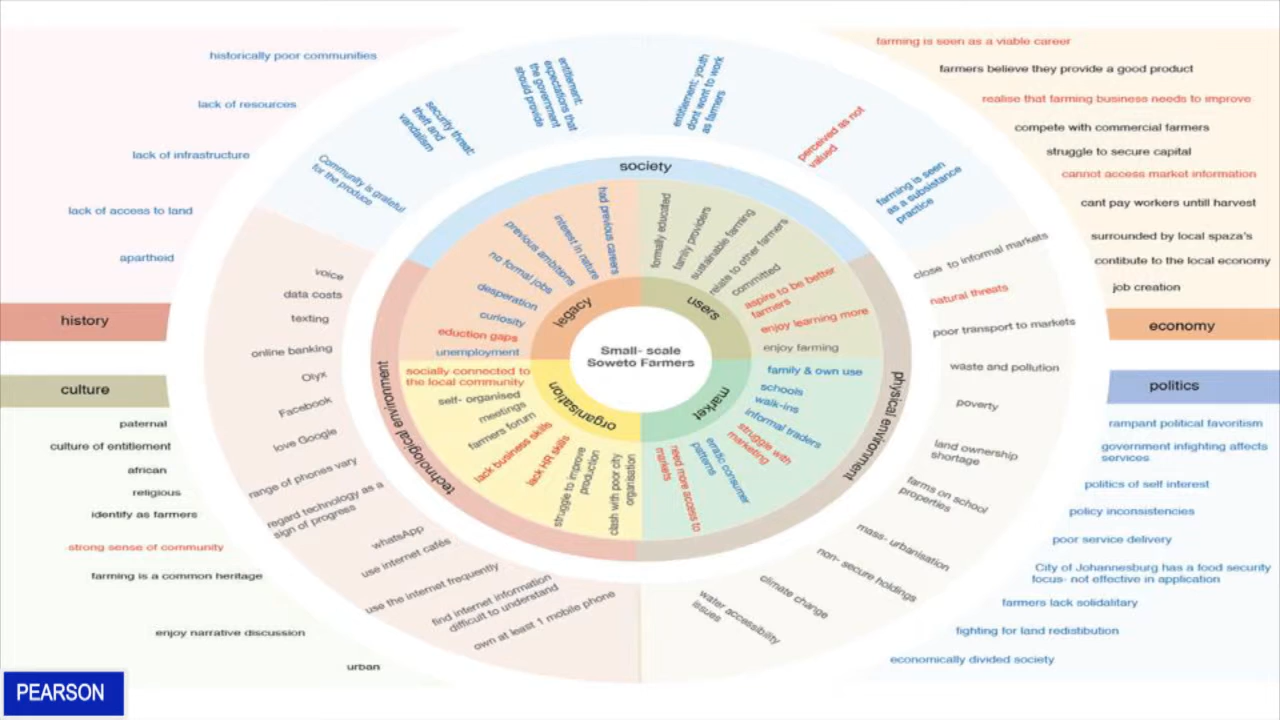 historically poor communities
lack of resources
lack of infrastructure
lack of access to land
apartheid
history
culture
paternal
culture of entitlement
african
religious
identify as farmers
strong sense of community
farming is a common heritage
enjoy narrative discussion
urban
PEARSON
Community is grateful
for the produce
security threat:
theft and
vandalism
entitlement:
expectations that
the government
should provide
entitlement: youth
dont wont to work
as farmers
perceived as not
valued
farming is seen
as a subsistance
practice
society
voice
data costs
texting
online banking
Olyx
Facebook
love Google
range of phones vary
regard technology as a
sign of progress
whatsApp
use internet cafés
use the internet frequently
find internet information
difficult to understand
own at least 1 mobile phone
technological environment
had previous careers
interest in nature
previous ambitions
no formal jobs
desperation
curiosity
eduction gaps
unemployment
legacy
formally educated
family providers
sustainable farming
relate to other farmers
committed
aspire to be better
farmers
enjoy learning more
enjoy farming
users
Small- scale
Soweto Farmers
socially connected to
the local community
self- organised
meetings
farmers forum
lack business skills
lack HR skills
struggle to improve
production
clash with poor city
organisation
organisation
family & own use
schools
walk-ins
informal traders
struggle with
marketing
erratic consumer
patterns
need more access to
markets
market
physical environment
close to informal markets
natural threats
poor transport to markets
waste and pollution
poverty
land ownership
shortage
farms on school
properties
mass- urbanisation
non- secure holdings
climate change
water accessibility
issues
farming is seen as a viable career
farmers believe they provide a good product
realise that farming business needs to improve
compete with commercial farmers
struggle to secure capital
cannot access market information
cant pay workers untill harvest
surrounded by local spaza's
contibute to the local economy
job creation
economy
politics
rampant political favoritism
government infighting affects
services
politics of self interest
policy inconsistencies
poor service delivery
City of Johannesburg has a food security
focus- not effective in application
farmers lack solidalitary
fighting for land redistibution
economically divided society